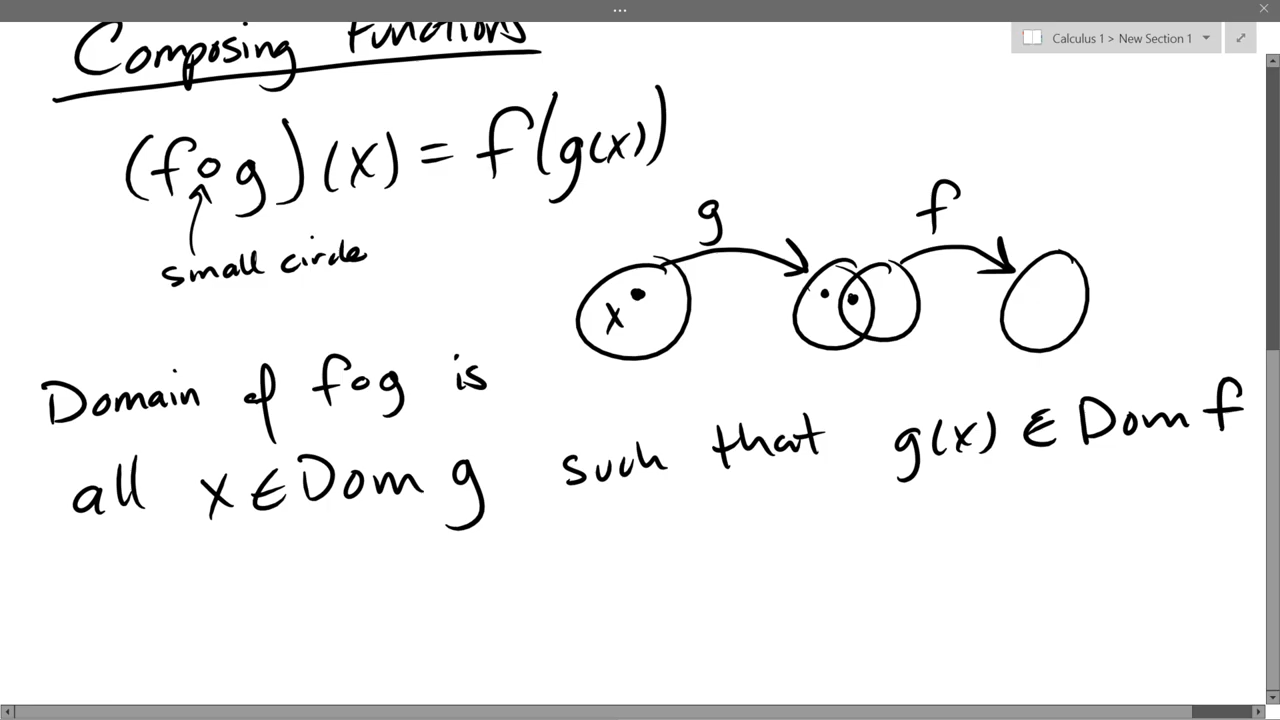 Calculus 1 > New Section 1
Composing Functions
(f∘g)(x) = f(g(x))
small circle
g
f
x
Domain of f∘g is
all x ∈ Dom g such that g(x) ∈ Dom f